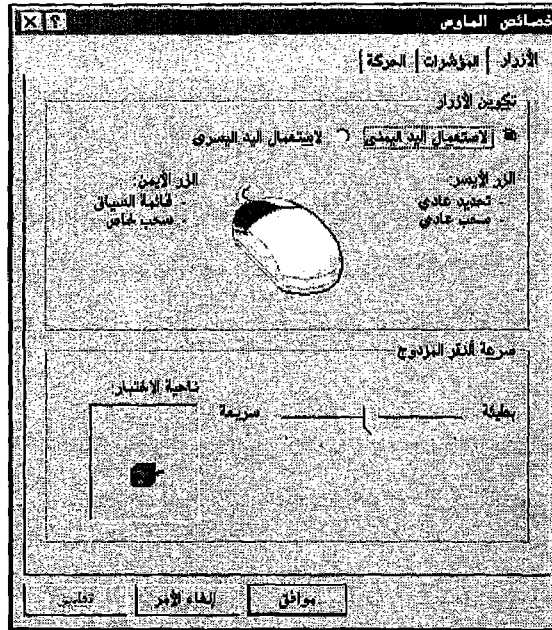 خصائص الماوس
الأزرار المؤشرات الحركة
تكوين الأزرار
لاستعمال اليد اليمنى لاستعمال اليد اليسرى
الزر الأيسر:
- تحديد عادي
- سحب عادي
الزر الأيمن:
- قائمة السياق
- سحب خاص
سرعة النقر المزدوج
بطيئة سريعة
ناحية الاختبار:
موافق إلغاء الأمر تطبيق